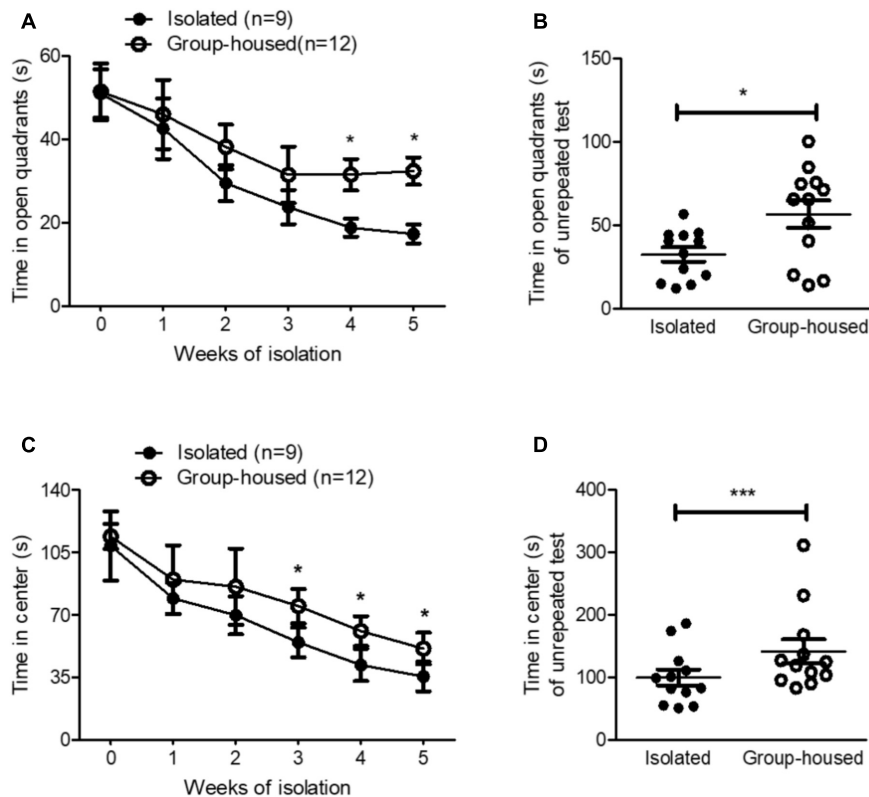 A
Isolated (n=9)
Group-housed(n=12)
Time in open quadrants (s)
60
40
20
0
* *
0 1 2 3 4 5
Weeks of isolation
B
Time in open quadrants (s)
of unrepeated test
150
100
50
0
*
Isolated Group-housed
C
Isolated (n=9)
Group-housed (n=12)
Time in center (s)
140
105
70
35
0
* * *
0 1 2 3 4 5
Weeks of isolation
D
Time in center (s)
of unrepeated test
400
300
200
100
0
***
Isolated Group-housed